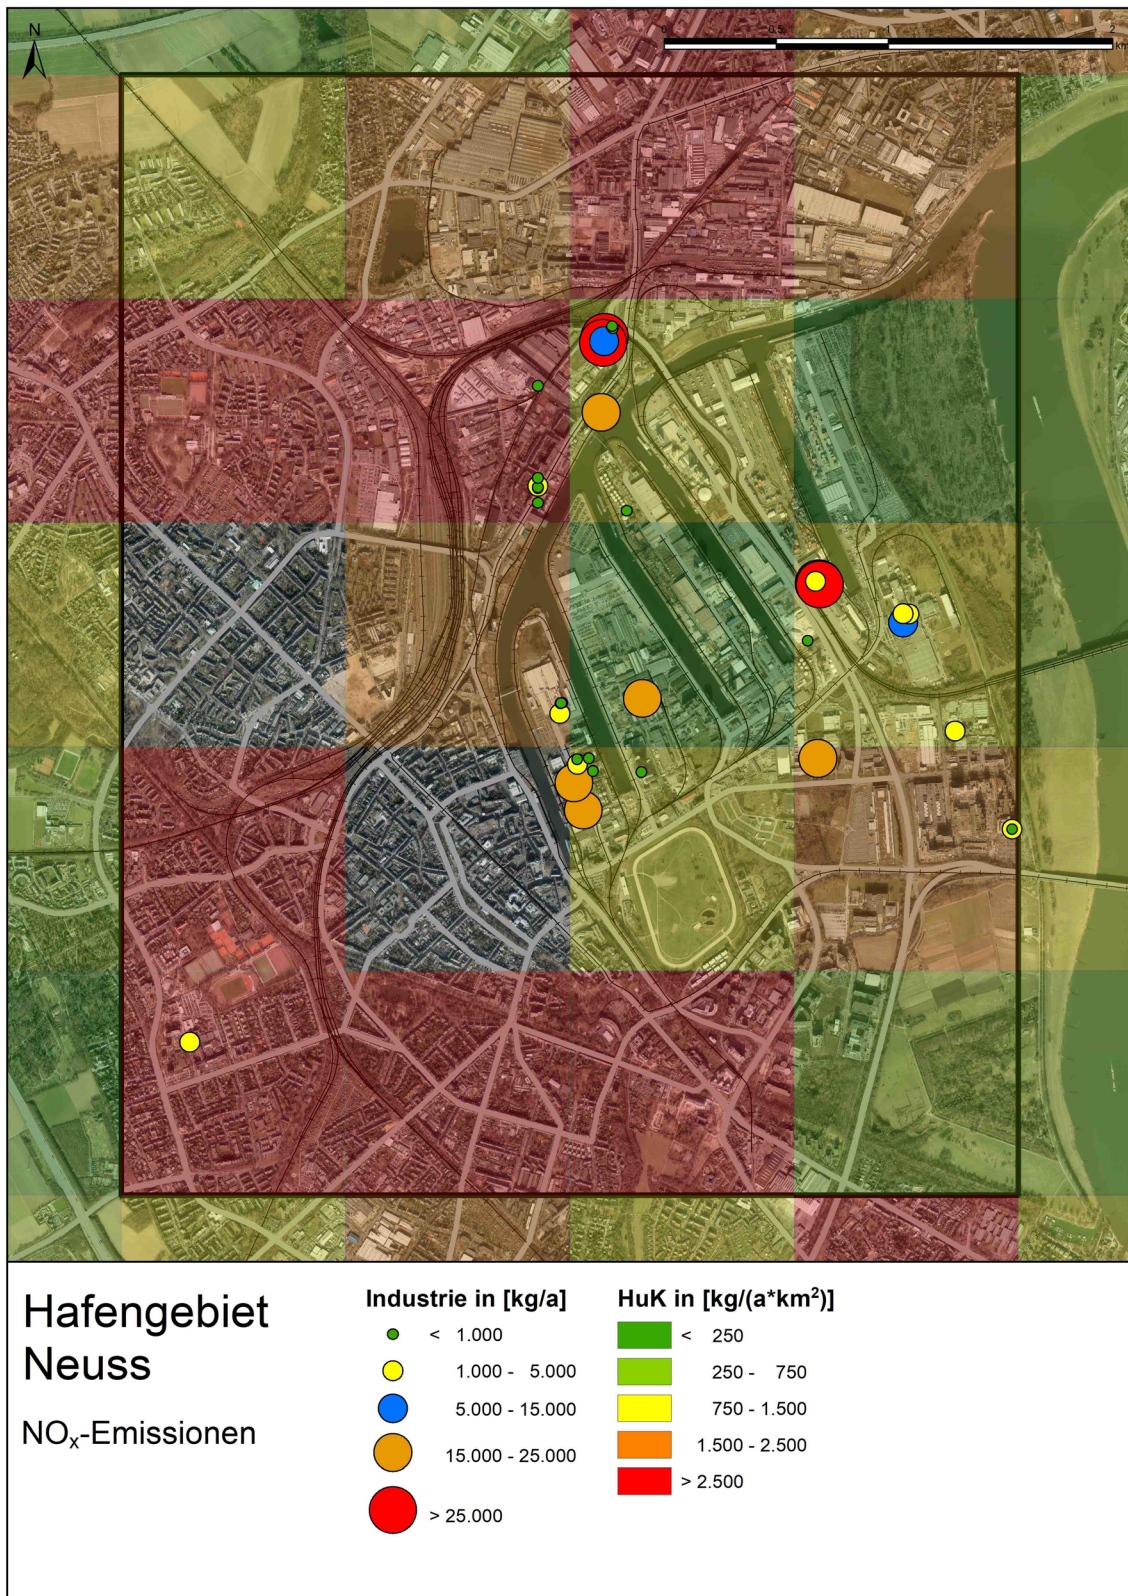 N
0 0,5 1 2
km
Hafengebiet
Neuss
NOx-Emissionen
Industrie in [kg/a]
< 1.000
1.000 - 5.000
5.000 - 15.000
15.000 - 25.000
> 25.000
HuK in [kg/(a*km²)]
< 250
250 - 750
750 - 1.500
1.500 - 2.500
> 2.500